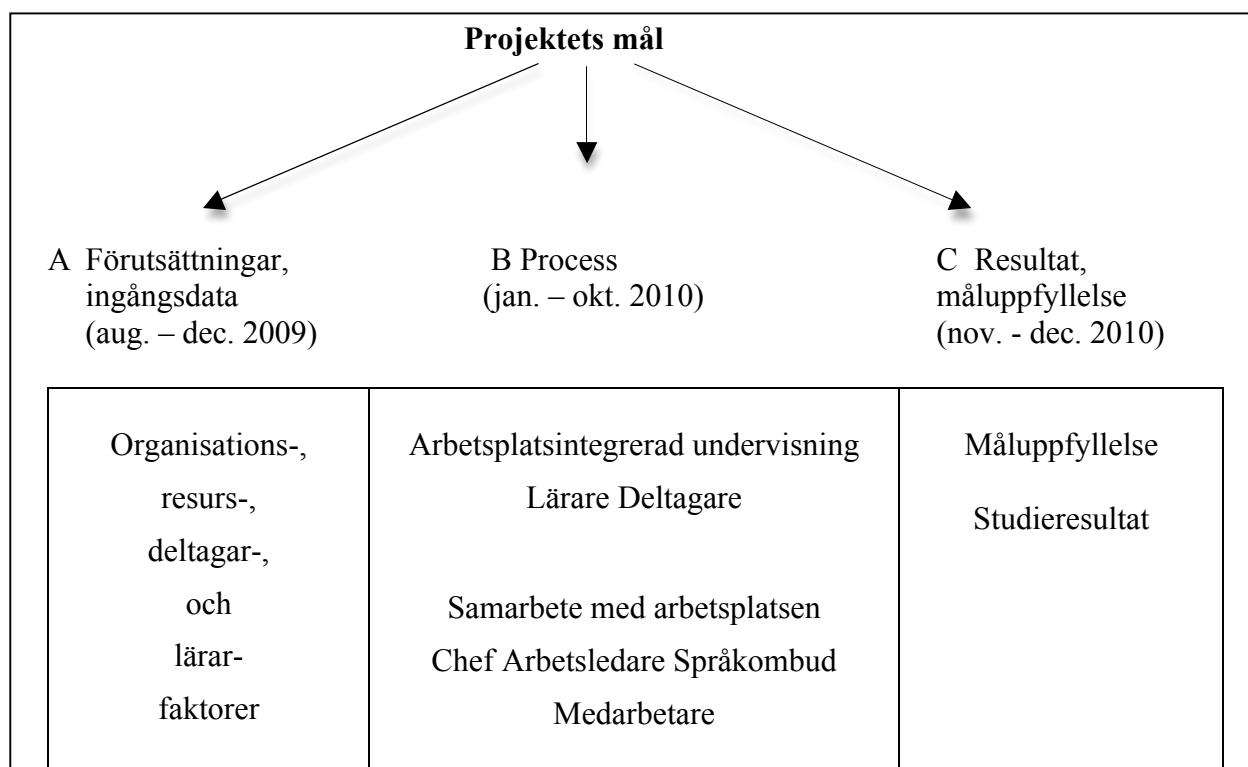 Projektets mål
A Förutsättningar,
ingångsdata
(aug. – dec. 2009)
B Process
(jan. – okt. 2010)
C Resultat,
måluppfyllelse
(nov. - dec. 2010)
Organisations-,
resurs-,
deltagar-,
och
lärar-
faktorer
Arbetsplatsintegrerad undervisning
Lärare Deltagare
Samarbete med arbetsplatsen
Chef Arbetsledare Språkombud
Medarbetare
Måluppfyllelse
Studieresultat